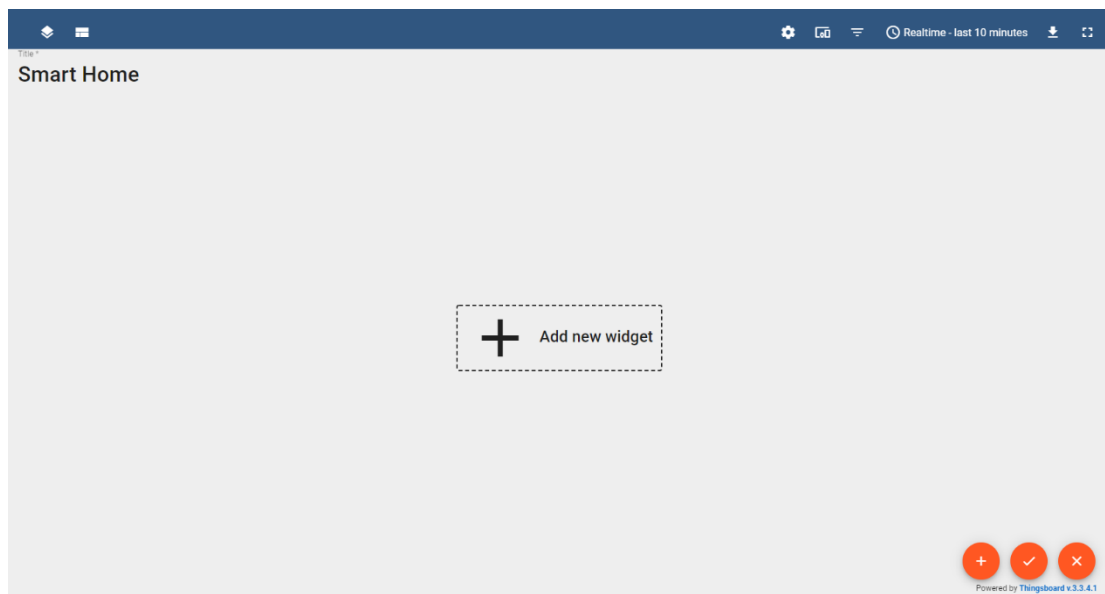 Realtime - last 10 minutes
Title *
Smart Home
Add new widget
Powered by Thingsboard v.3.3.4.1